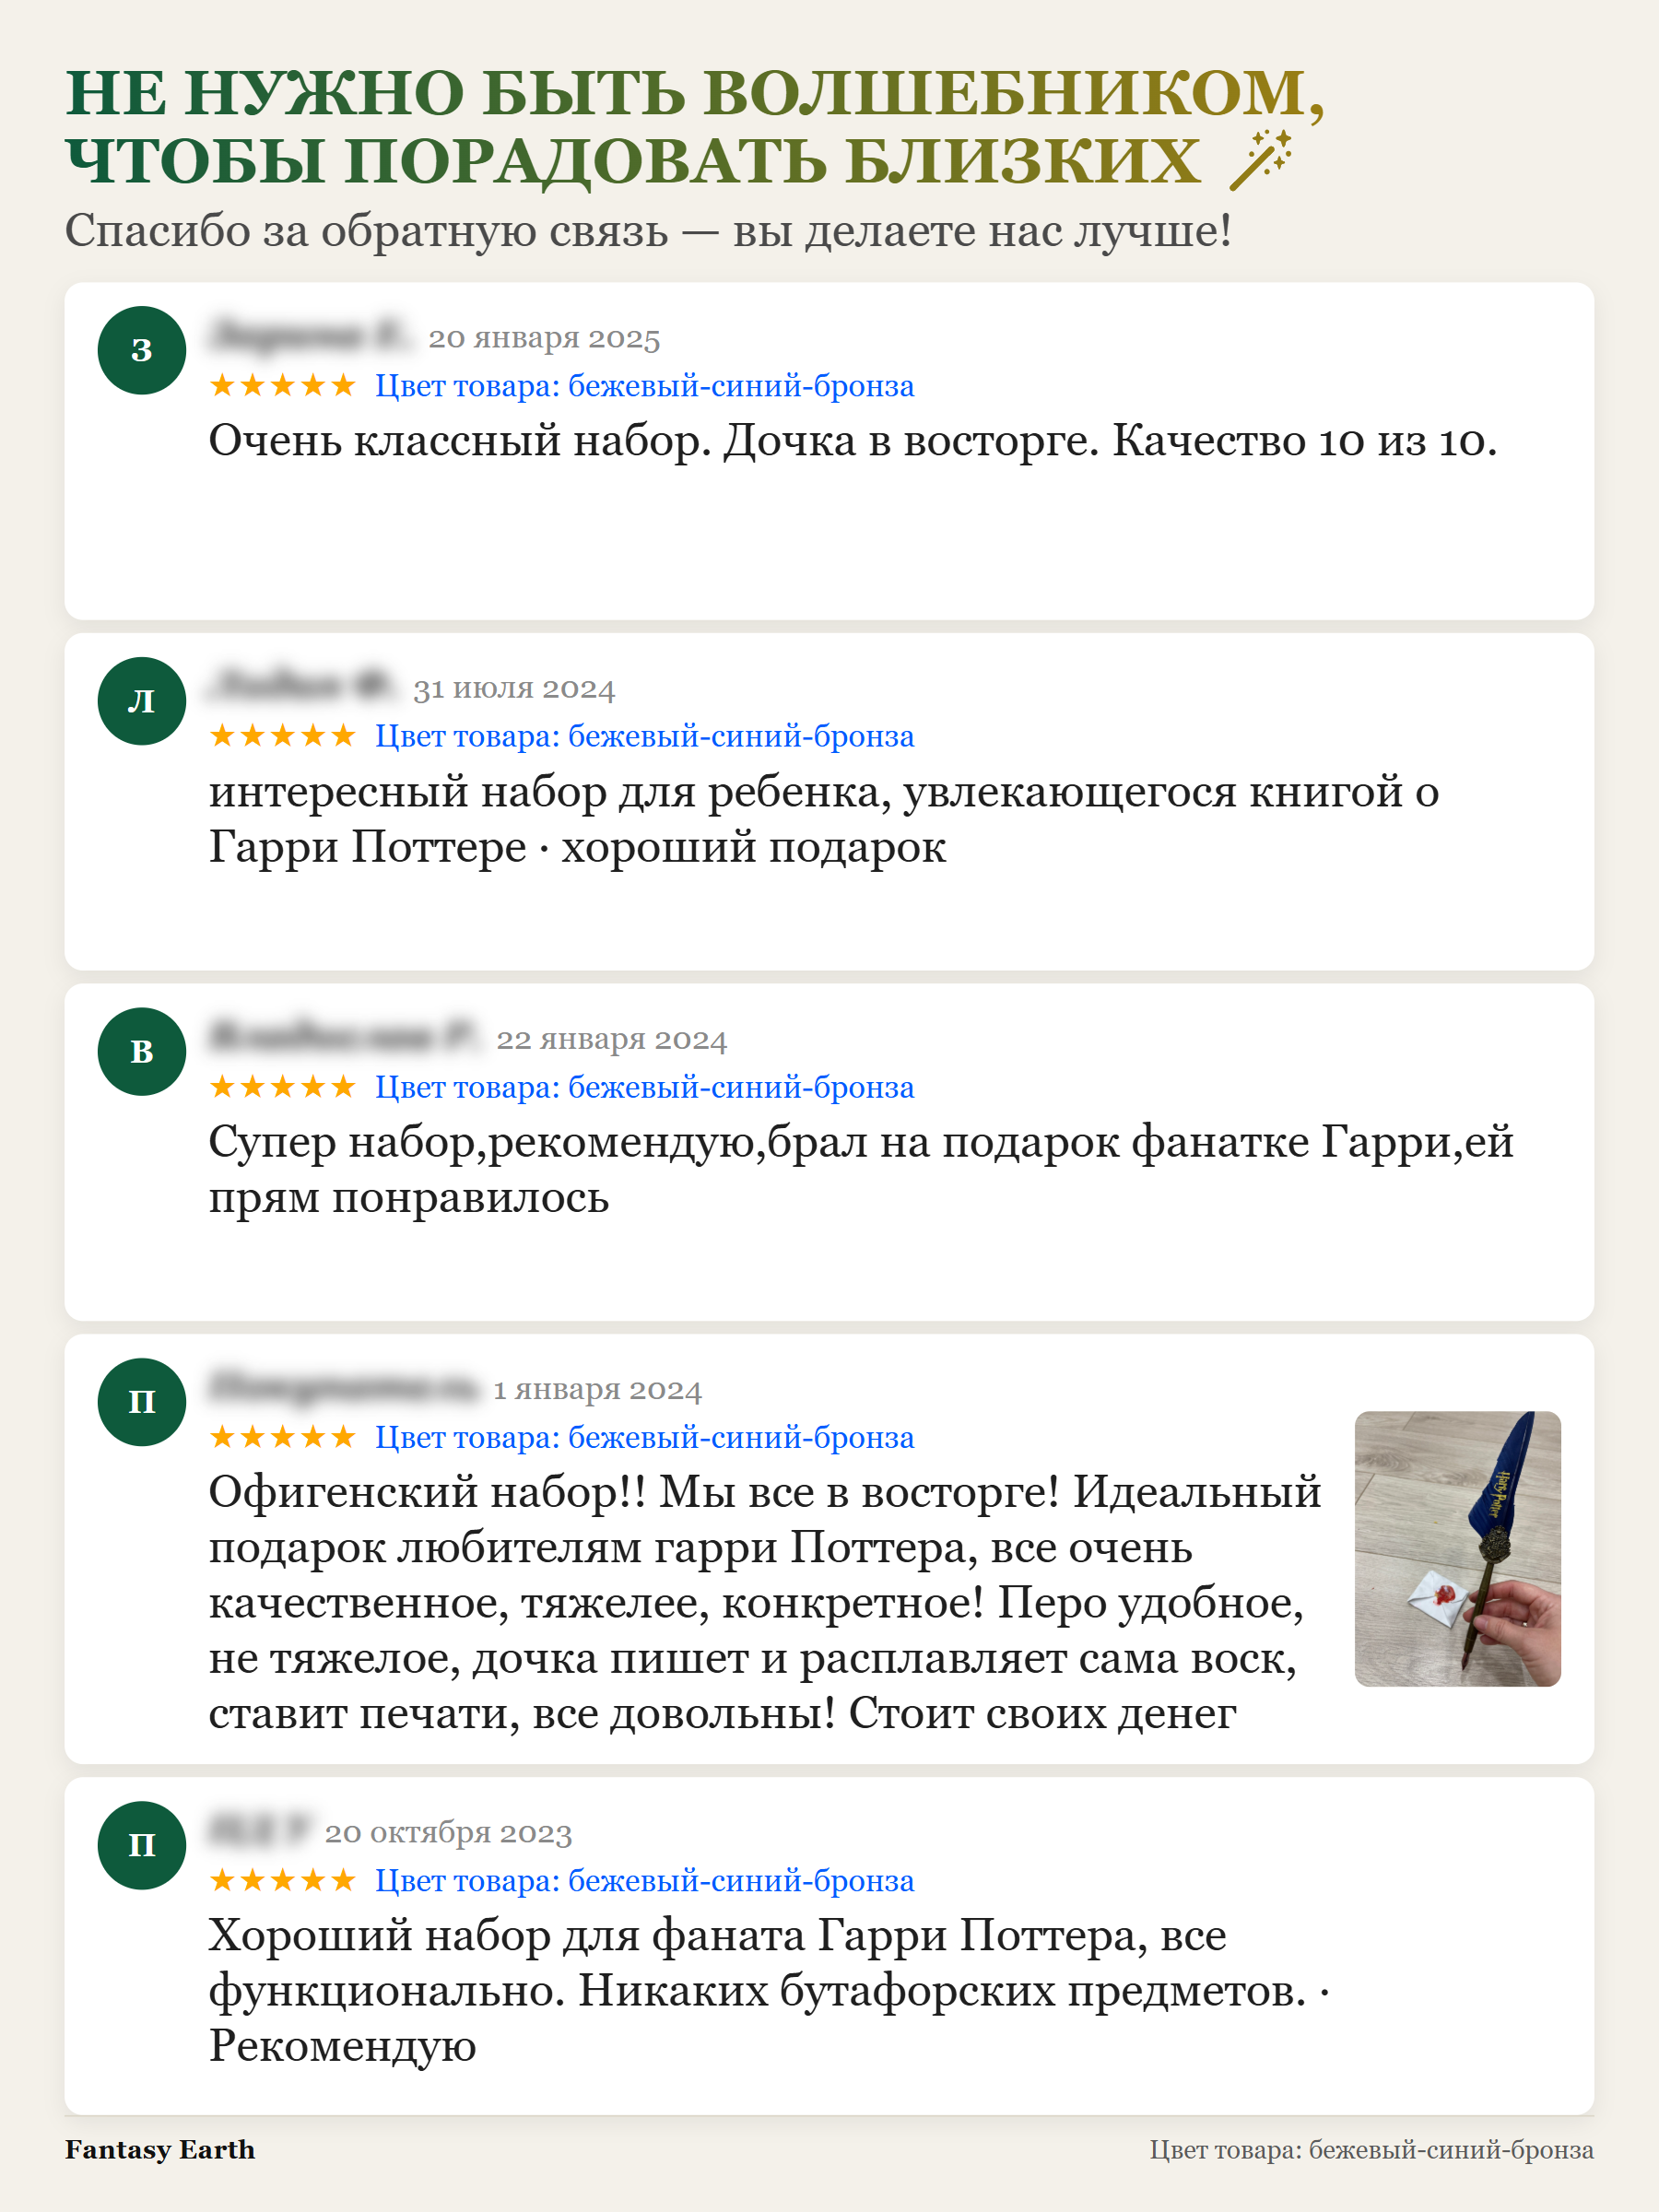 НЕ НУЖНО БЫТЬ ВОЛШЕБНИКОМ,
ЧТОБЫ ПОРАДОВАТЬ БЛИЗКИХ
Спасибо за обратную связь — вы делаете нас лучше!
З
20 января 2025
★★★★★ Цвет товара: бежевый-синий-бронза
Очень классный набор. Дочка в восторге. Качество 10 из 10.
Л
31 июля 2024
★★★★★ Цвет товара: бежевый-синий-бронза
интересный набор для ребенка, увлекающегося книгой о
Гарри Поттере · хороший подарок
В
22 января 2024
★★★★★ Цвет товара: бежевый-синий-бронза
Супер набор,рекомендую,брал на подарок фанатке Гарри,ей
прям понравилось
П
1 января 2024
★★★★★ Цвет товара: бежевый-синий-бронза
Офигенский набор!! Мы все в восторге! Идеальный
подарок любителям гарри Поттера, все очень
качественное, тяжелее, конкретное! Перо удобное,
не тяжелое, дочка пишет и расплавляет сама воск,
ставит печати, все довольны! Стоит своих денег
Harry Potter
П
20 октября 2023
★★★★★ Цвет товара: бежевый-синий-бронза
Хороший набор для фаната Гарри Поттера, все
функционально. Никаких бутафорских предметов. ·
Рекомендую
Fantasy Earth
Цвет товара: бежевый-синий-бронза